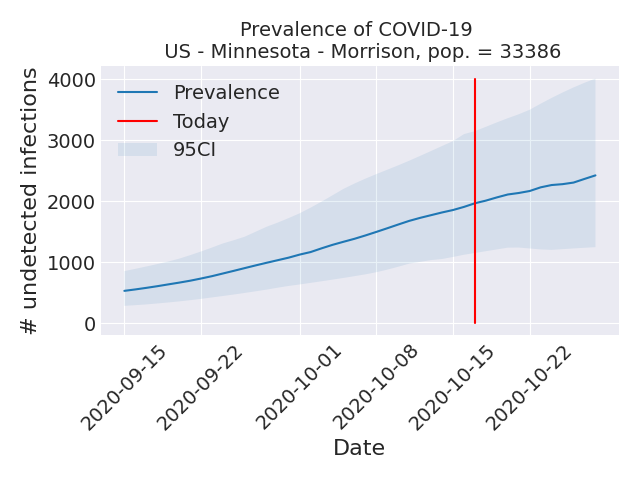 Prevalence of COVID-19
US - Minnesota - Morrison, pop. = 33386
# undetected infections
4000
3000
2000
1000
0
Prevalence
Today
95CI
2020-09-15
2020-09-22
2020-10-01
2020-10-08
2020-10-15
2020-10-22
Date